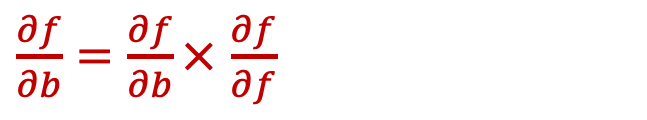 ∂f/∂b = ∂f/∂b × ∂f/∂f